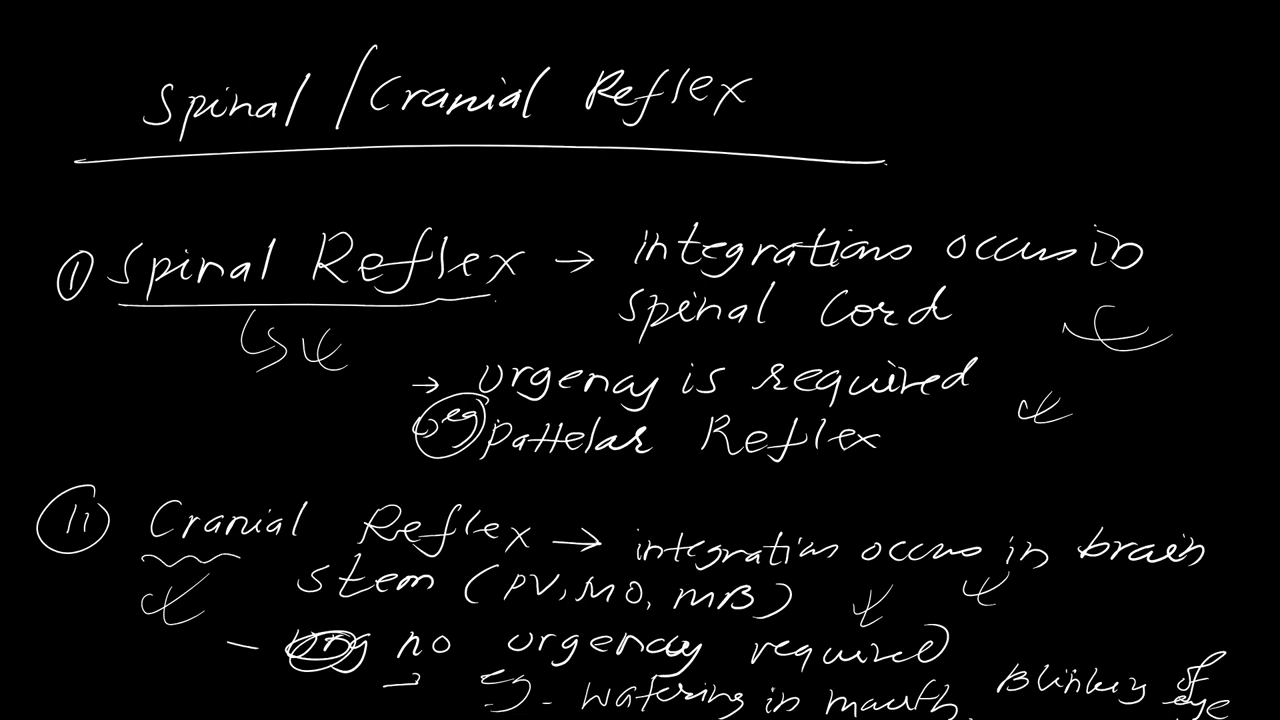 Spinal / Cranial Reflex
① Spinal Reflex → integrations occurs in
spinal cord
→ urgency is required
eg Pattelar Reflex
(ii) Cranial Reflex → integration occurs in brain
stem (PV, MO, MB)
- no urgency required
eg - watering in mouth, Blinking of
eye